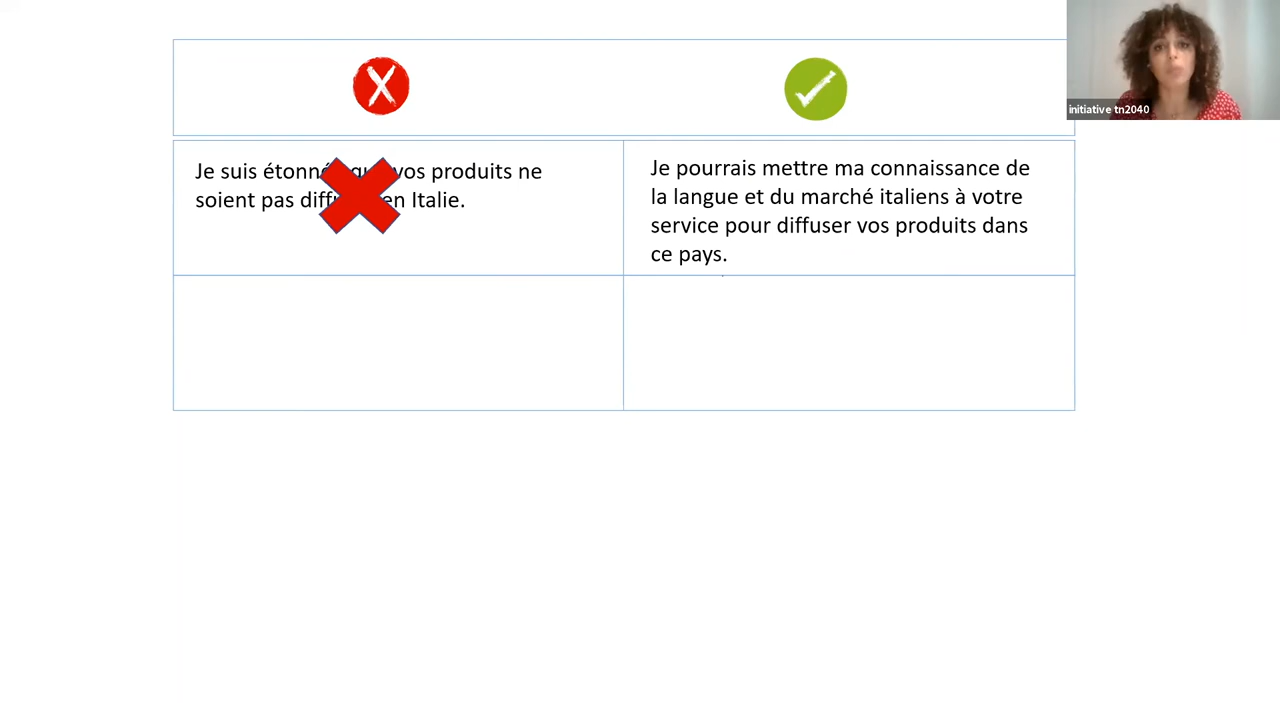 initiative tn2040
Je suis étonné vos produits ne
soient pas en Italie.
Je pourrais mettre ma connaissance de
la langue et du marché italiens à votre
service pour diffuser vos produits dans
ce pays.